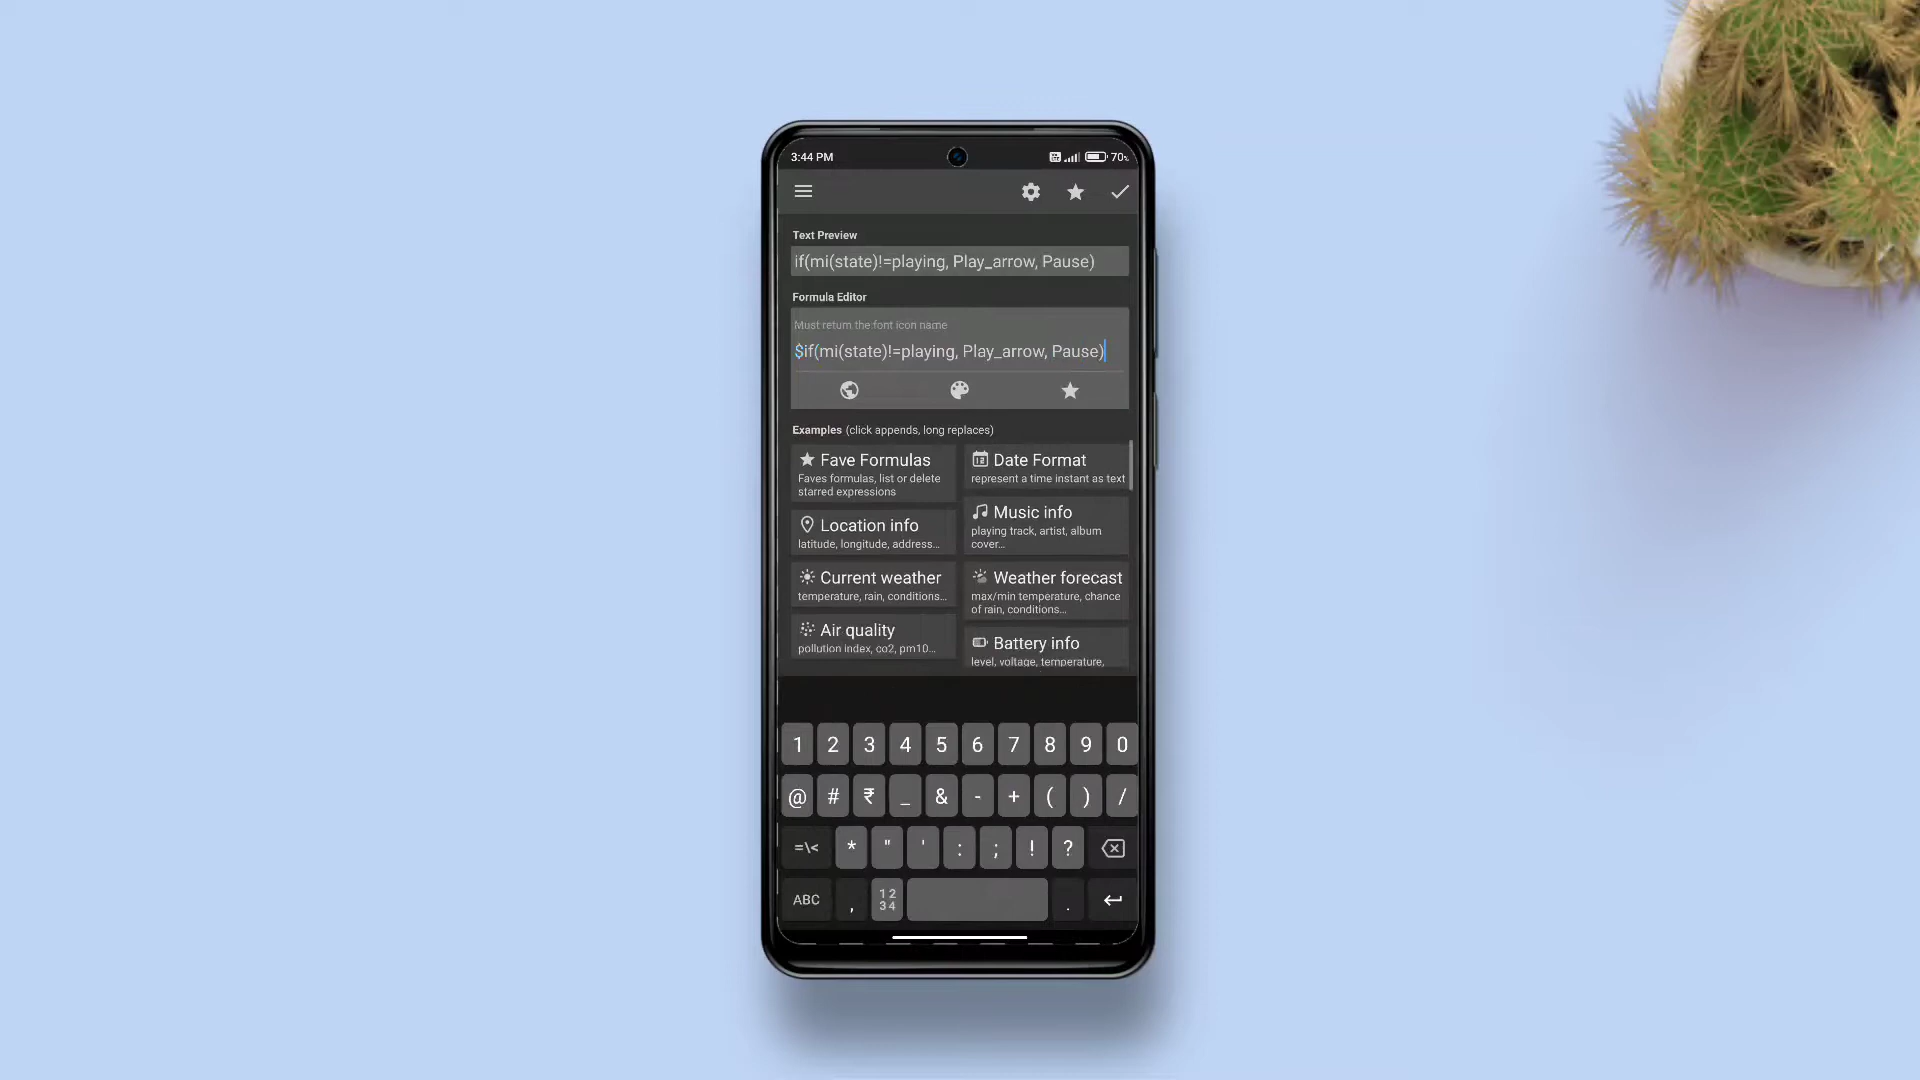 3:44 PM 70%
Text Preview
if(mi(state)!=playing, Play_arrow, Pause)
Formula Editor
Must return the font icon name
$if(mi(state)!=playing, Play_arrow, Pause)
Examples (click appends, long replaces)
Fave Formulas
Faves formulas, list or delete
starred expressions
Date Format
represent a time instant as text
Location info
latitude, longitude, address...
Music info
playing track, artist, album
cover...
Current weather
temperature, rain, conditions...
Weather forecast
max/min temperature, chance
of rain, conditions...
Air quality
pollution index, co2, pm10...
Battery info
level, voltage, temperature,
1 2 3 4 5 6 7 8 9 0
@ # ₹ _ & - + ( ) /
=\< * " ' : ; ! ?
ABC , 1 2 3 4 .